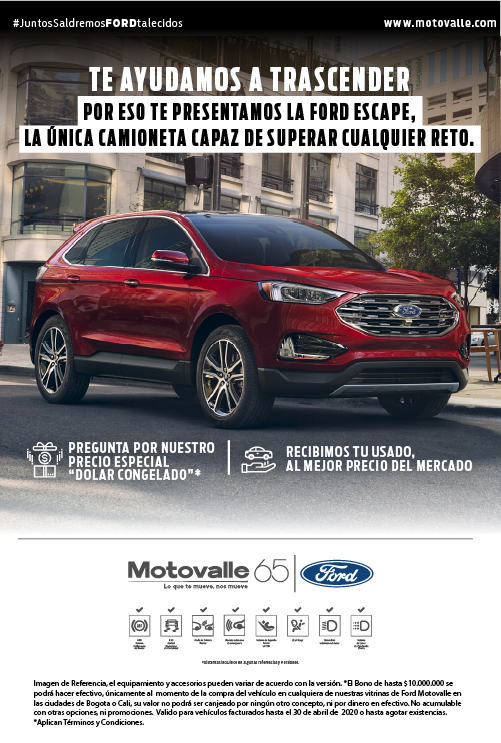 #JuntosSaldremosFORDtalecidos
www.motovalle.com
TE AYUDAMOS A TRASCENDER
POR ESO TE PRESENTAMOS LA FORD ESCAPE,
LA ÚNICA CAMIONETA CAPAZ DE SUPERAR CUALQUIER RETO.
PREGUNTA POR NUESTRO
PRECIO ESPECIAL
“DOLAR CONGELADO”*
RECIBIMOS TU USADO,
AL MEJOR PRECIO DEL MERCADO
Motovalle 65
Lo que te mueve, nos mueve
Ford
Imagen de Referencia, el equipamiento y accesorios pueden variar de acuerdo con la versión. *El Bono de hasta $10.000.000 se
podrá hacer efectivo, únicamente al momento de la compra del vehículo en cualquiera de nuestras vitrinas de Ford Motovalle en
las ciudades de Bogota o Cali, su valor no podrá ser canjeado por ningún otro concepto, ni por dinero en efectivo. No acumulable
con otras opciones, ni promociones. Valido para vehículos facturados hasta el 30 de abril de 2020 o hasta agotar existencias.
*Aplican Términos y Condiciones.